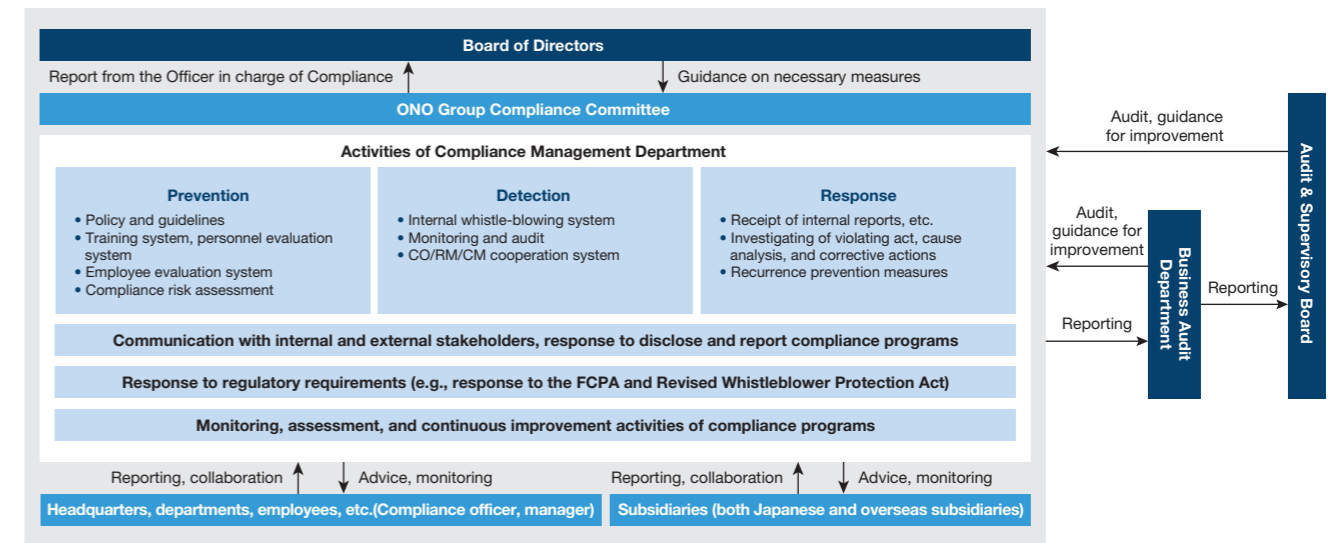 Board of Directors
Report from the Officer in charge of Compliance
Guidance on necessary measures
ONO Group Compliance Committee
Activities of Compliance Management Department
Prevention
• Policy and guidelines
• Training system, personnel evaluation
system
• Employee evaluation system
• Compliance risk assessment
Detection
• Internal whistle-blowing system
• Monitoring and audit
• CO/RM/CM cooperation system
Response
• Receipt of internal reports, etc.
• Investigating of violating act, cause
analysis, and corrective actions
• Recurrence prevention measures
Communication with internal and external stakeholders, response to disclose and report compliance programs
Response to regulatory requirements (e.g., response to the FCPA and Revised Whistleblower Protection Act)
Monitoring, assessment, and continuous improvement activities of compliance programs
Reporting, collaboration
Advice, monitoring
Reporting, collaboration
Advice, monitoring
Headquarters, departments, employees, etc.(Compliance officer, manager)
Subsidiaries (both Japanese and overseas subsidiaries)
Audit, guidance
for improvement
Audit,
guidance for
improvement
Reporting
Business Audit
Department
Reporting
Audit & Supervisory Board